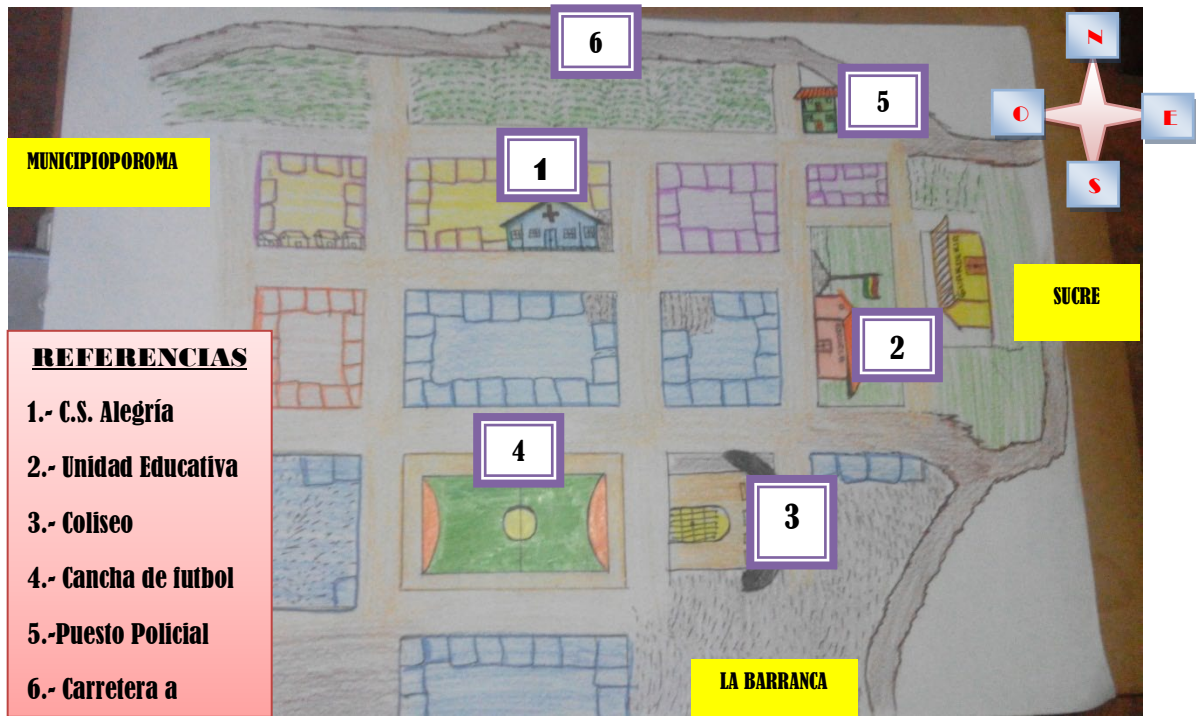 6
N
5
O
E
MUNICIPIOPOROMA
1
S
SUCRE
2
REFERENCIAS
1.- C.S. Alegría
2.- Unidad Educativa
3.- Coliseo
4.- Cancha de futbol
5.-Puesto Policial
6.- Carretera a
4
3
LA BARRANCA